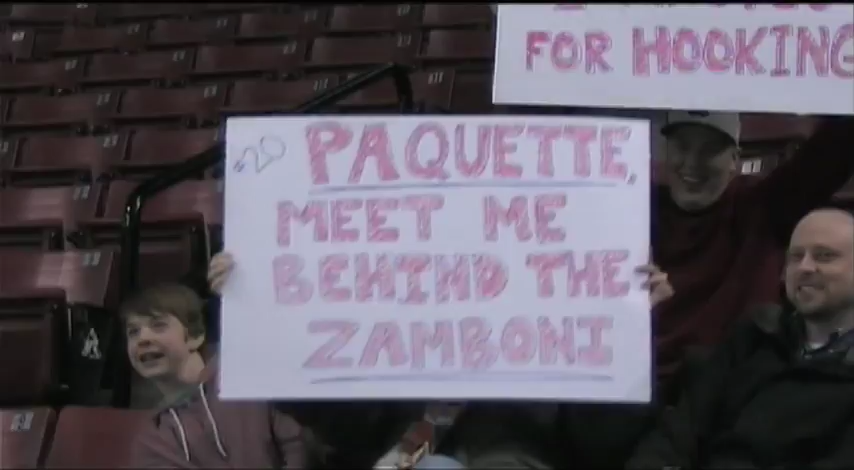 FOR HOOKING
.20 PAQUETTE,
MEET ME
BEHIND THE
ZAMBONI